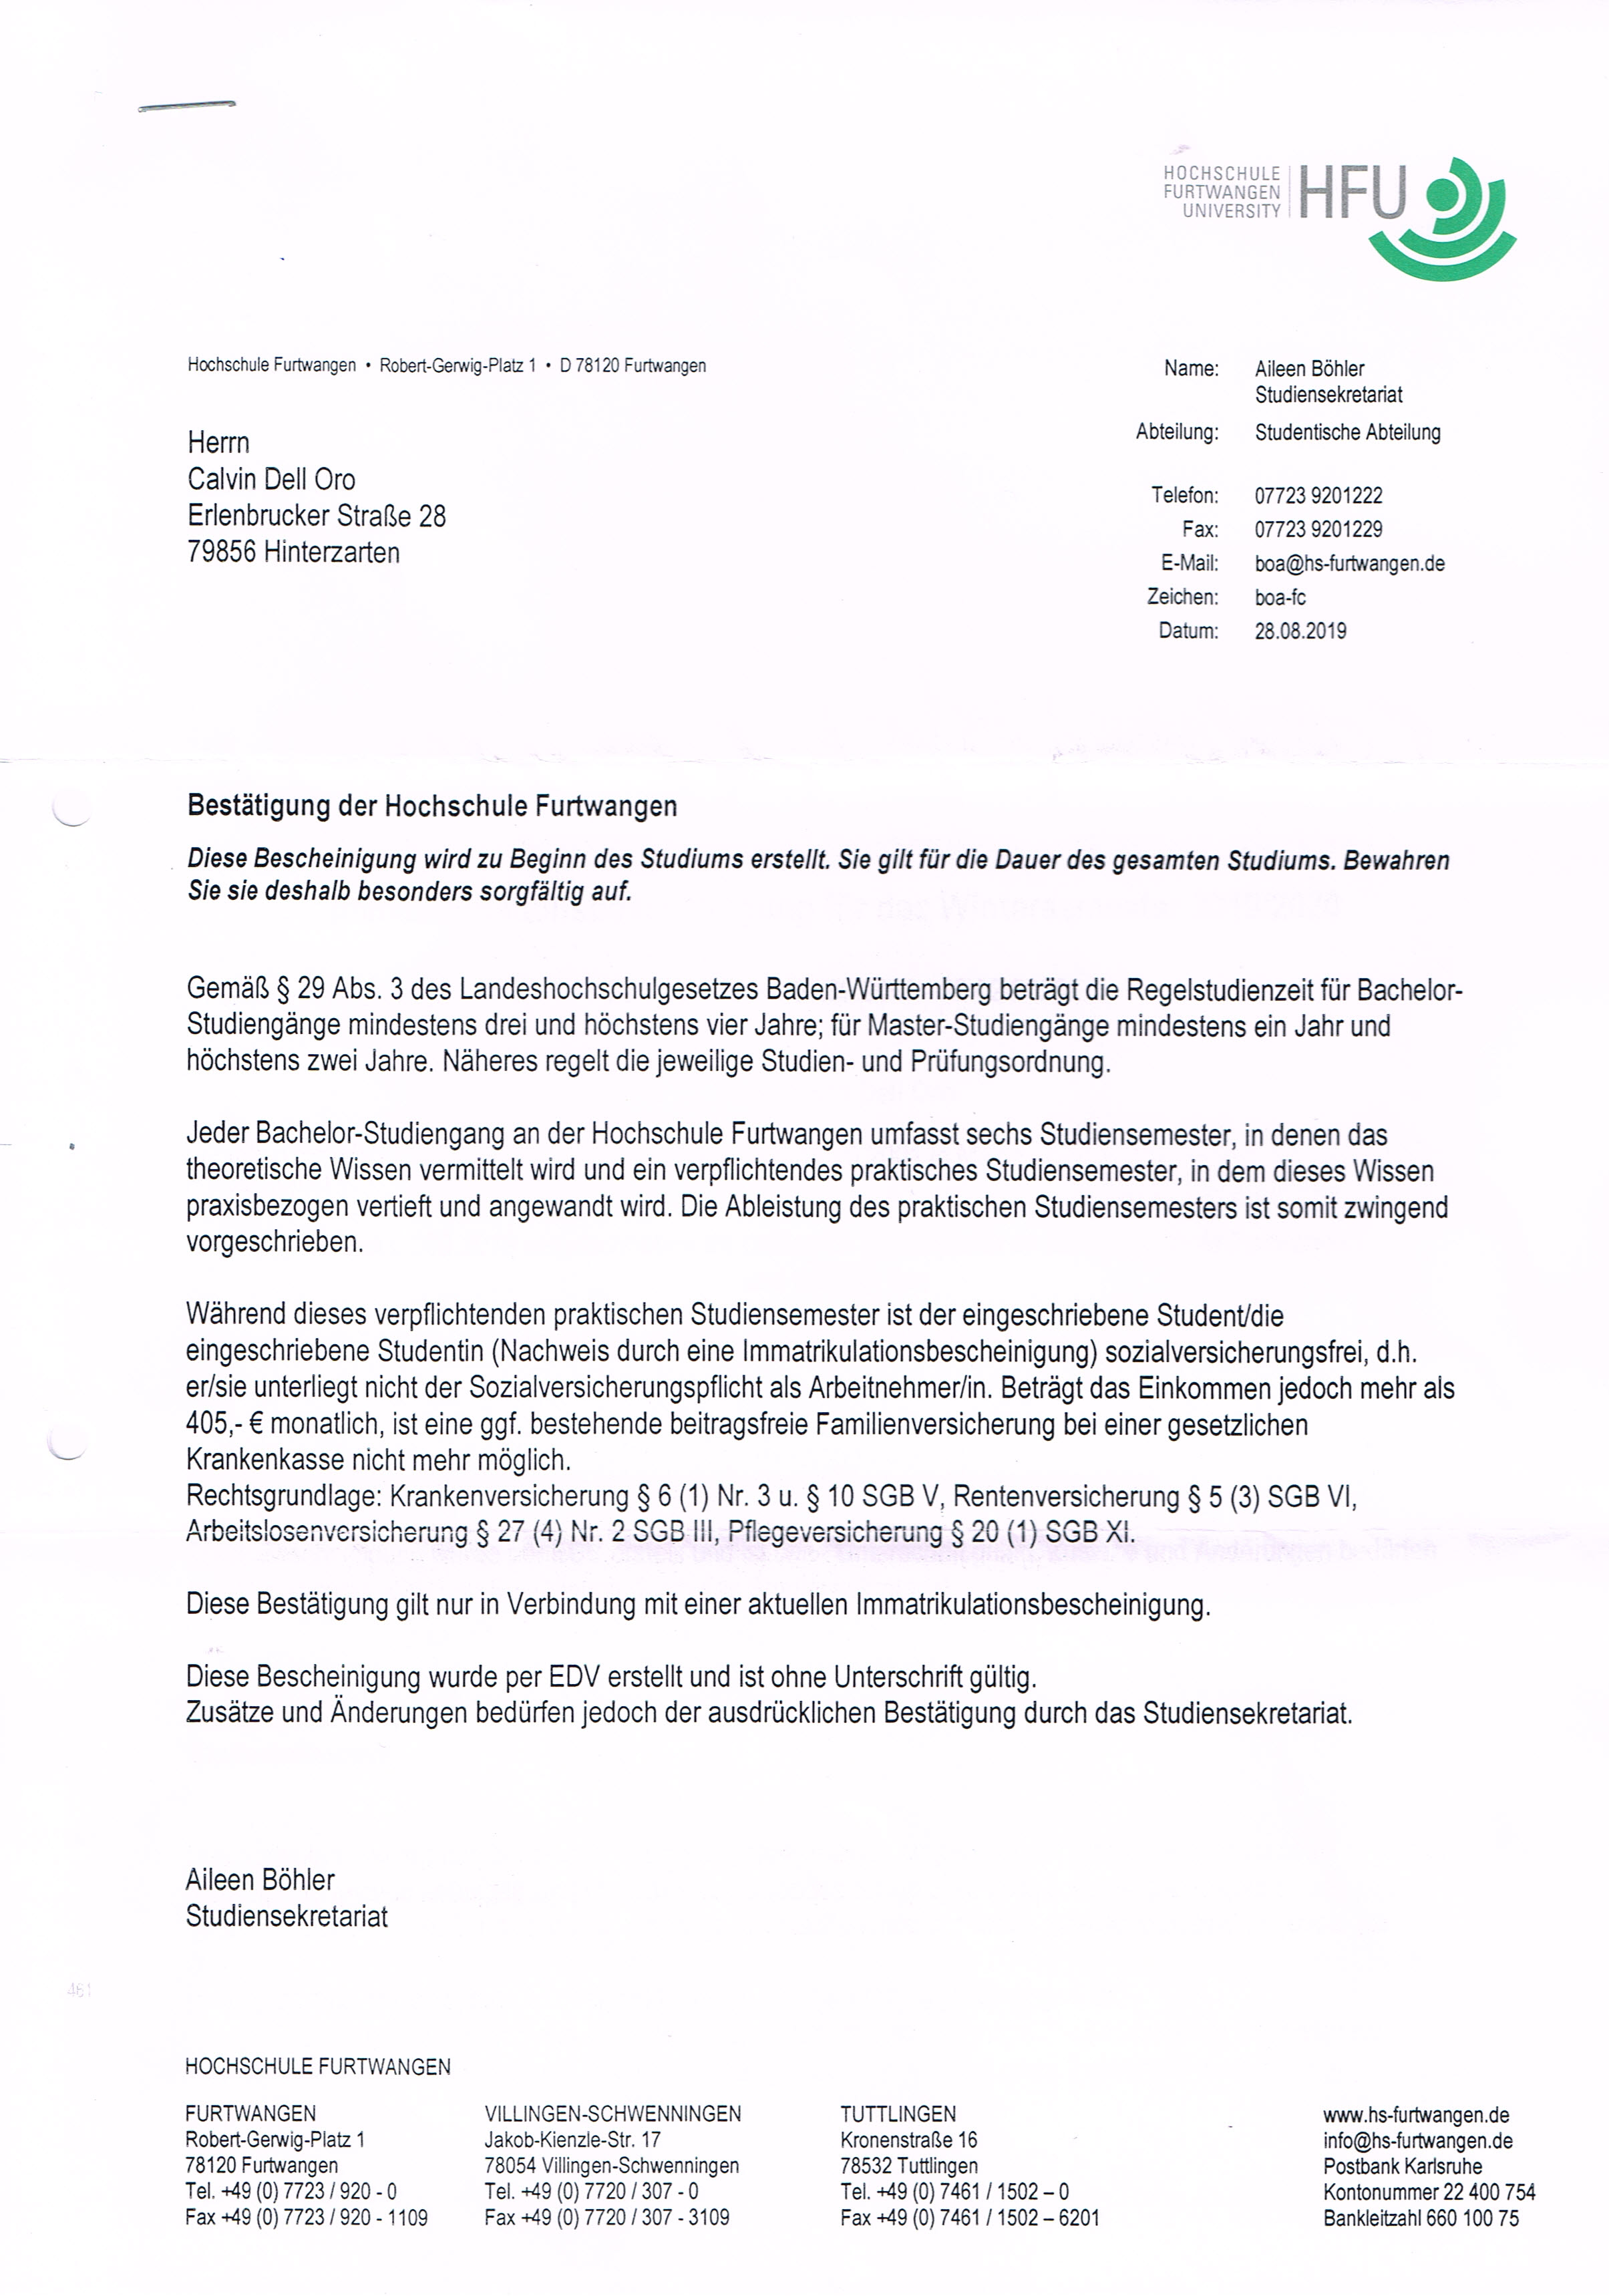 HOCHSCHULE
FURTWANGEN
UNIVERSITY
HFU
Hochschule Furtwangen • Robert-Gerwig-Platz 1 • D 78120 Furtwangen
Herrn
Calvin Dell Oro
Erlenbrucker Straße 28
79856 Hinterzarten
Name: Aileen Böhler
Studiensekretariat
Abteilung: Studentische Abteilung
Telefon: 07723 9201222
Fax: 07723 9201229
E-Mail: boa@hs-furtwangen.de
Zeichen: boa-fc
Datum: 28.08.2019
Bestätigung der Hochschule Furtwangen
Diese Bescheinigung wird zu Beginn des Studiums erstellt. Sie gilt für die Dauer des gesamten Studiums. Bewahren
Sie sie deshalb besonders sorgfältig auf.
Gemäß § 29 Abs. 3 des Landeshochschulgesetzes Baden-Württemberg beträgt die Regelstudienzeit für Bachelor-
Studiengänge mindestens drei und höchstens vier Jahre; für Master-Studiengänge mindestens ein Jahr und
höchstens zwei Jahre. Näheres regelt die jeweilige Studien- und Prüfungsordnung.
Jeder Bachelor-Studiengang an der Hochschule Furtwangen umfasst sechs Studiensemester, in denen das
theoretische Wissen vermittelt wird und ein verpflichtendes praktisches Studiensemester, in dem dieses Wissen
praxisbezogen vertieft und angewandt wird. Die Ableistung des praktischen Studiensemesters ist somit zwingend
vorgeschrieben.
Während dieses verpflichtenden praktischen Studiensemester ist der eingeschriebene Student/die
eingeschriebene Studentin (Nachweis durch eine Immatrikulationsbescheinigung) sozialversicherungsfrei, d.h.
er/sie unterliegt nicht der Sozialversicherungspflicht als Arbeitnehmer/in. Beträgt das Einkommen jedoch mehr als
405,- € monatlich, ist eine ggf. bestehende beitragsfreie Familienversicherung bei einer gesetzlichen
Krankenkasse nicht mehr möglich.
Rechtsgrundlage: Krankenversicherung § 6 (1) Nr. 3 u. § 10 SGB V, Rentenversicherung § 5 (3) SGB VI,
Arbeitslosenversicherung § 27 (4) Nr. 2 SGB III, Pflegeversicherung § 20 (1) SGB XI.
Diese Bestätigung gilt nur in Verbindung mit einer aktuellen Immatrikulationsbescheinigung.
Diese Bescheinigung wurde per EDV erstellt und ist ohne Unterschrift gültig.
Zusätze und Änderungen bedürfen jedoch der ausdrücklichen Bestätigung durch das Studiensekretariat.
Aileen Böhler
Studiensekretariat
461
HOCHSCHULE FURTWANGEN
FURTWANGEN
Robert-Gerwig-Platz 1
78120 Furtwangen
Tel. +49 (0) 7723 / 920 - 0
Fax +49 (0) 7723 / 920 - 1109
VILLINGEN-SCHWENNINGEN
Jakob-Kienzle-Str. 17
78054 Villingen-Schwenningen
Tel. +49 (0) 7720 / 307 - 0
Fax +49 (0) 7720 / 307 - 3109
TUTTLINGEN
Kronenstraße 16
78532 Tuttlingen
Tel. +49 (0) 7461 / 1502 – 0
Fax +49 (0) 7461 / 1502 – 6201
www.hs-furtwangen.de
info@hs-furtwangen.de
Postbank Karlsruhe
Kontonummer 22 400 754
Bankleitzahl 660 100 75